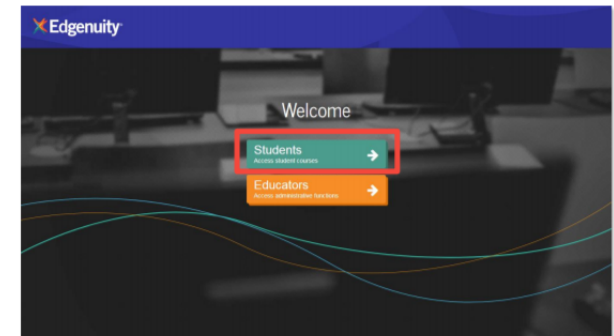 Edgenuity
Welcome
Students
Access student courses
Educators
Access administrative functions